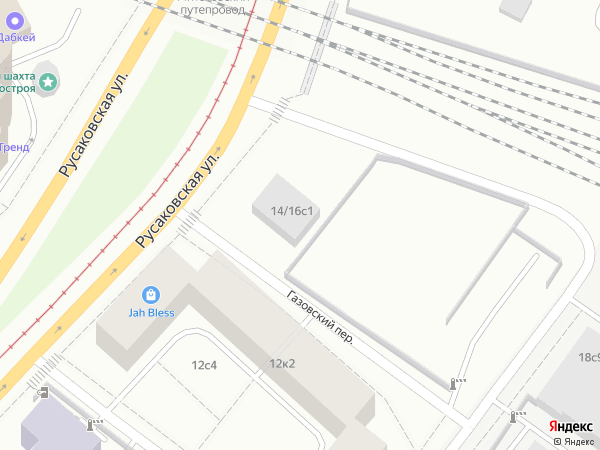 путепровод
Дабкей
шахта
Тренд
Русаковская ул.
Русаковская ул.
14/16с1
Газовский пер.
Jah Bless
12с4
12к2
18с9
Яндекс
© Яндекс